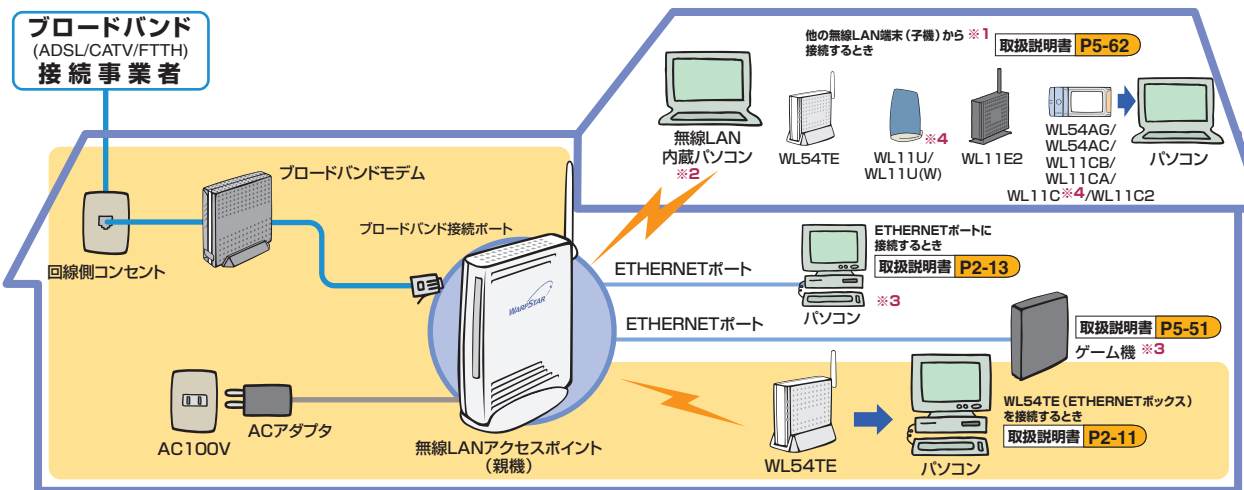 ブロードバンド
(ADSL/CATV/FTTH)
接続事業者
他の無線LAN端末(子機)から ※1
接続するとき
取扱説明書 P5-62
無線LAN
内蔵パソコン
※2
WL54TE
※4
WL11U/
WL11U(W)
WL11E2
WL54AG/
WL54AC/
WL11CB/
WL11CA/
WL11C※4/WL11C2
パソコン
ブロードバンドモデム
ブロードバンド接続ポート
回線側コンセント
WARPSTAR
ETHERNETポート
ETHERNETポートに
接続するとき
取扱説明書 P2-13
※3
パソコン
ETHERNETポート
取扱説明書 P5-51
ゲーム機 ※3
AC100V
ACアダプタ
無線LANアクセスポイント
(親機)
WL54TE
WL54TE(ETHERNETボックス)
を接続するとき
取扱説明書 P2-11
パソコン